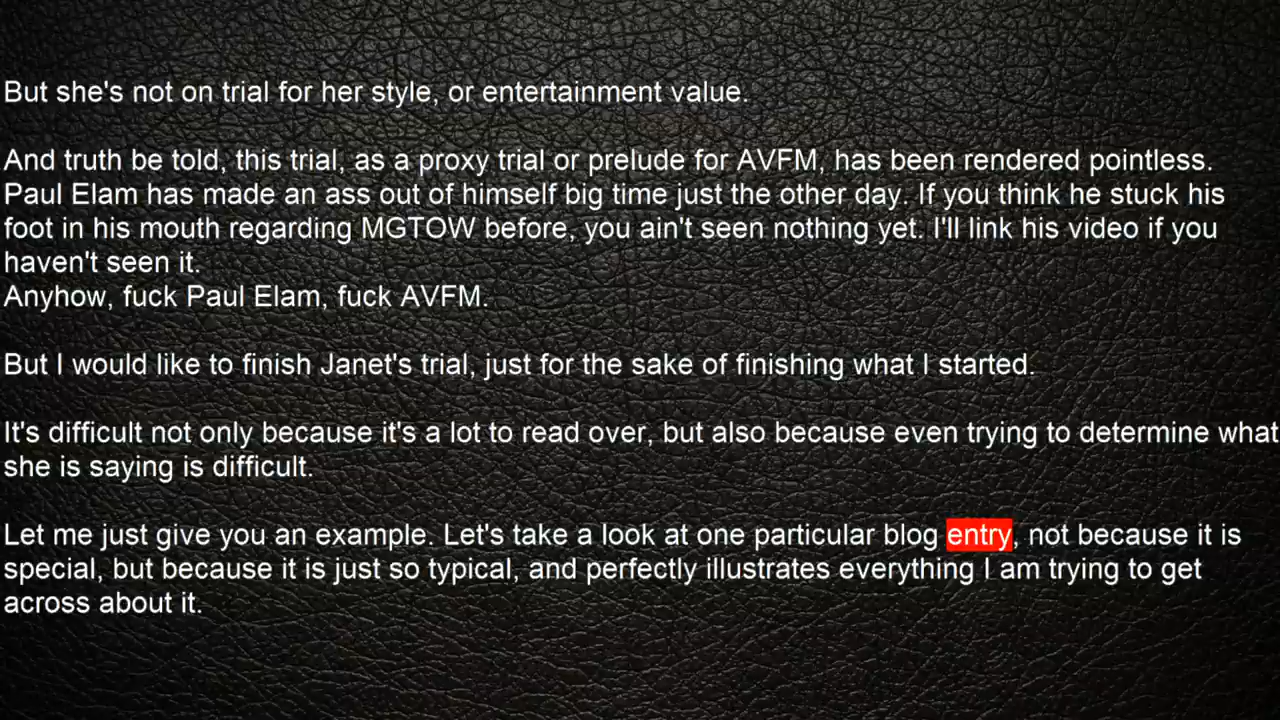 But she's not on trial for her style, or entertainment value.
And truth be told, this trial, as a proxy trial or prelude for AVFM, has been rendered pointless.
Paul Elam has made an ass out of himself big time just the other day. If you think he stuck his
foot in his mouth regarding MGTOW before, you ain't seen nothing yet. I'll link his video if you
haven't seen it.
Anyhow, fuck Paul Elam, fuck AVFM.
But I would like to finish Janet's trial, just for the sake of finishing what I started.
It's difficult not only because it's a lot to read over, but also because even trying to determine what
she is saying is difficult.
Let me just give you an example. Let's take a look at one particular blog entry, not because it is
special, but because it is just so typical, and perfectly illustrates everything I am trying to get
across about it.